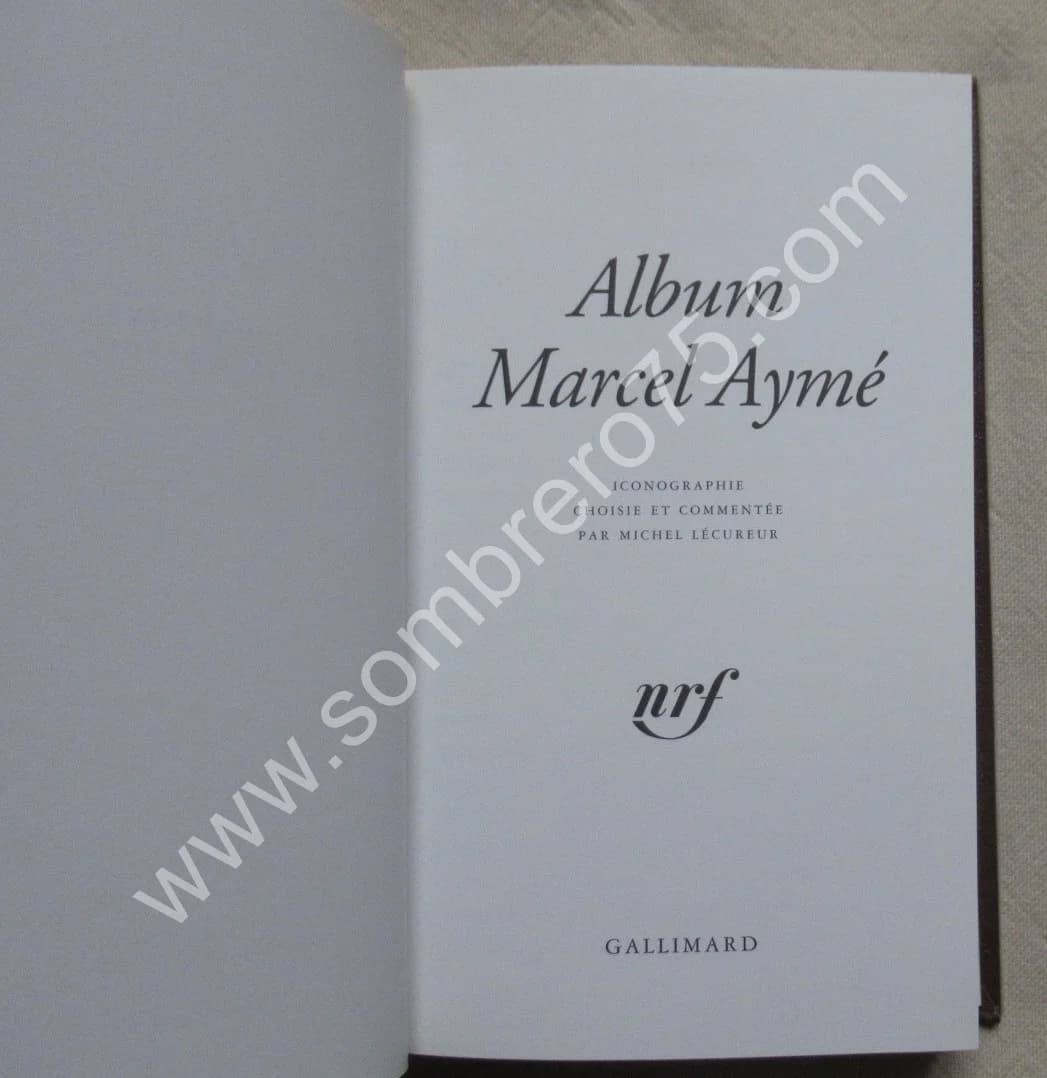 Album
Marcel Aymé
ICONOGRAPHIE
CHOISIE ET COMMENTÉE
PAR MICHEL LÉCUREUR
nrf
GALLIMARD
www.sombrero75.com